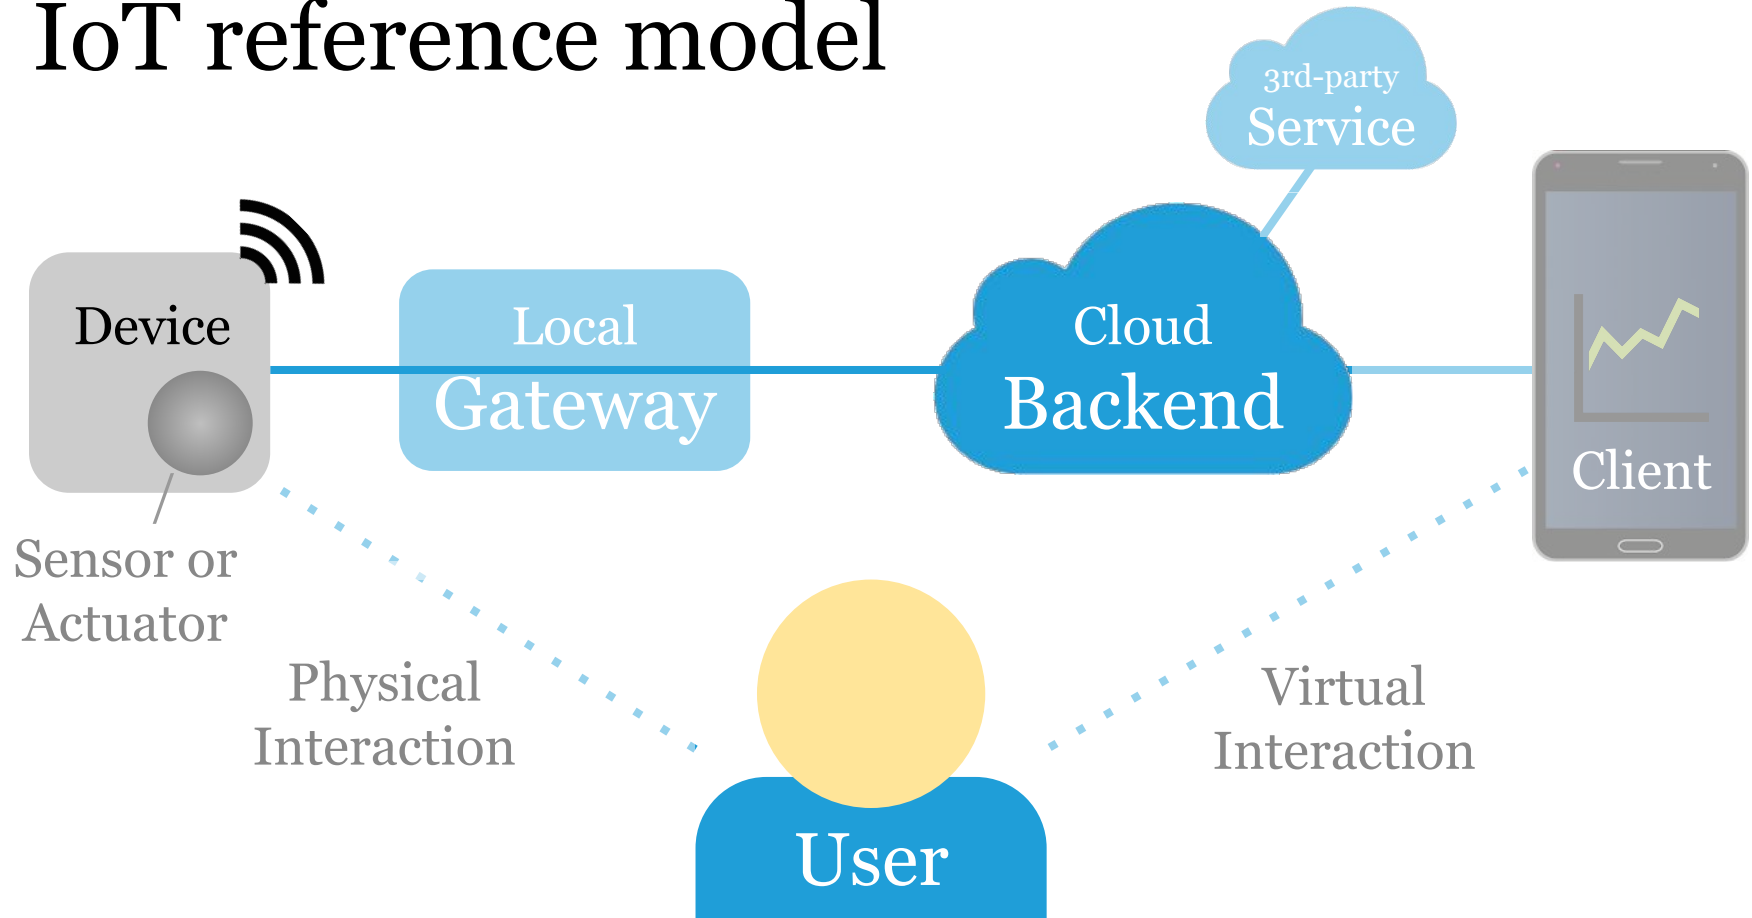 IoT reference model
3rd-party
Service
Device
Local
Gateway
Cloud
Backend
Client
Sensor or
Actuator
Physical
Interaction
Virtual
Interaction
User